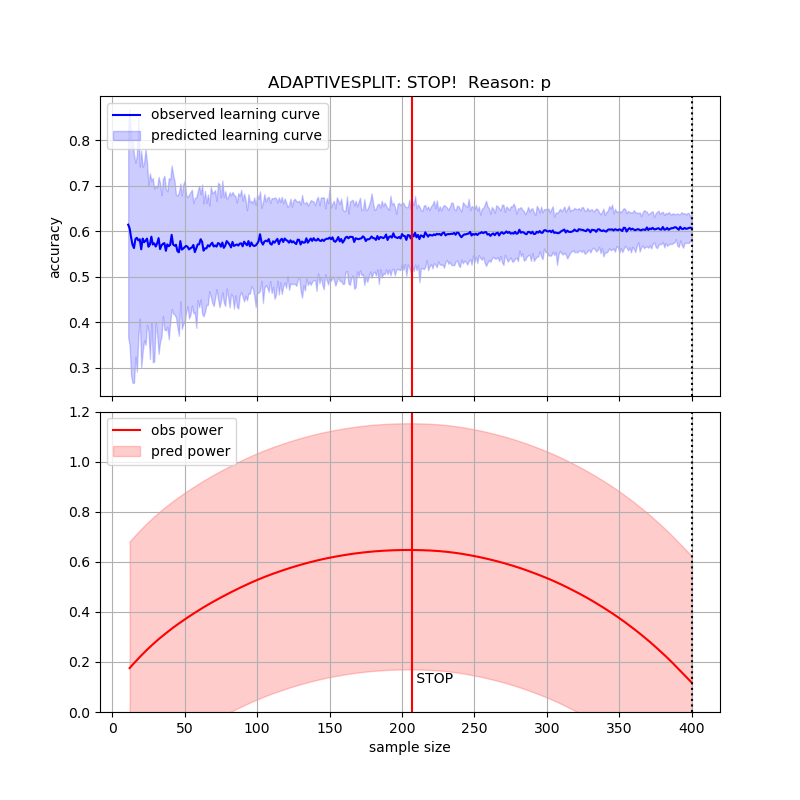 ADAPTIVESPLIT: STOP!  Reason: p
observed learning curve
predicted learning curve
accuracy
0.8
0.7
0.6
0.5
0.4
0.3
obs power
pred power
1.2
1.0
0.8
0.6
0.4
0.2
0.0
STOP
0 50 100 150 200 250 300 350 400
sample size